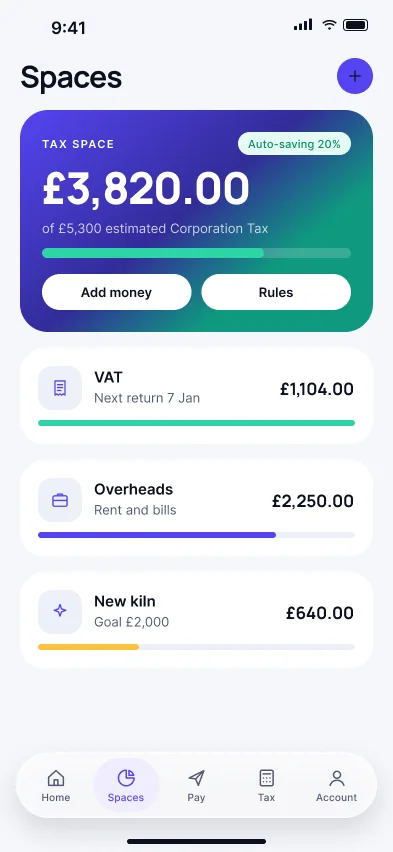 9:41
Spaces
TAX SPACE
Auto-saving 20%
£3,820.00
of £5,300 estimated Corporation Tax
Add money
Rules
VAT
Next return 7 Jan
£1,104.00
Overheads
Rent and bills
£2,250.00
New kiln
Goal £2,000
£640.00
Home
Spaces
Pay
Tax
Account